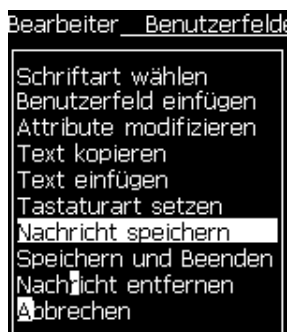 Bearbeiter   Benutzerfelde
Schriftart wählen
Benutzerfeld einfügen
Attribute modifizieren
Text kopieren
Text einfügen
Tastaturart setzen
Nachricht speichern
Speichern und Beenden
Nachricht entfernen
Abbrechen